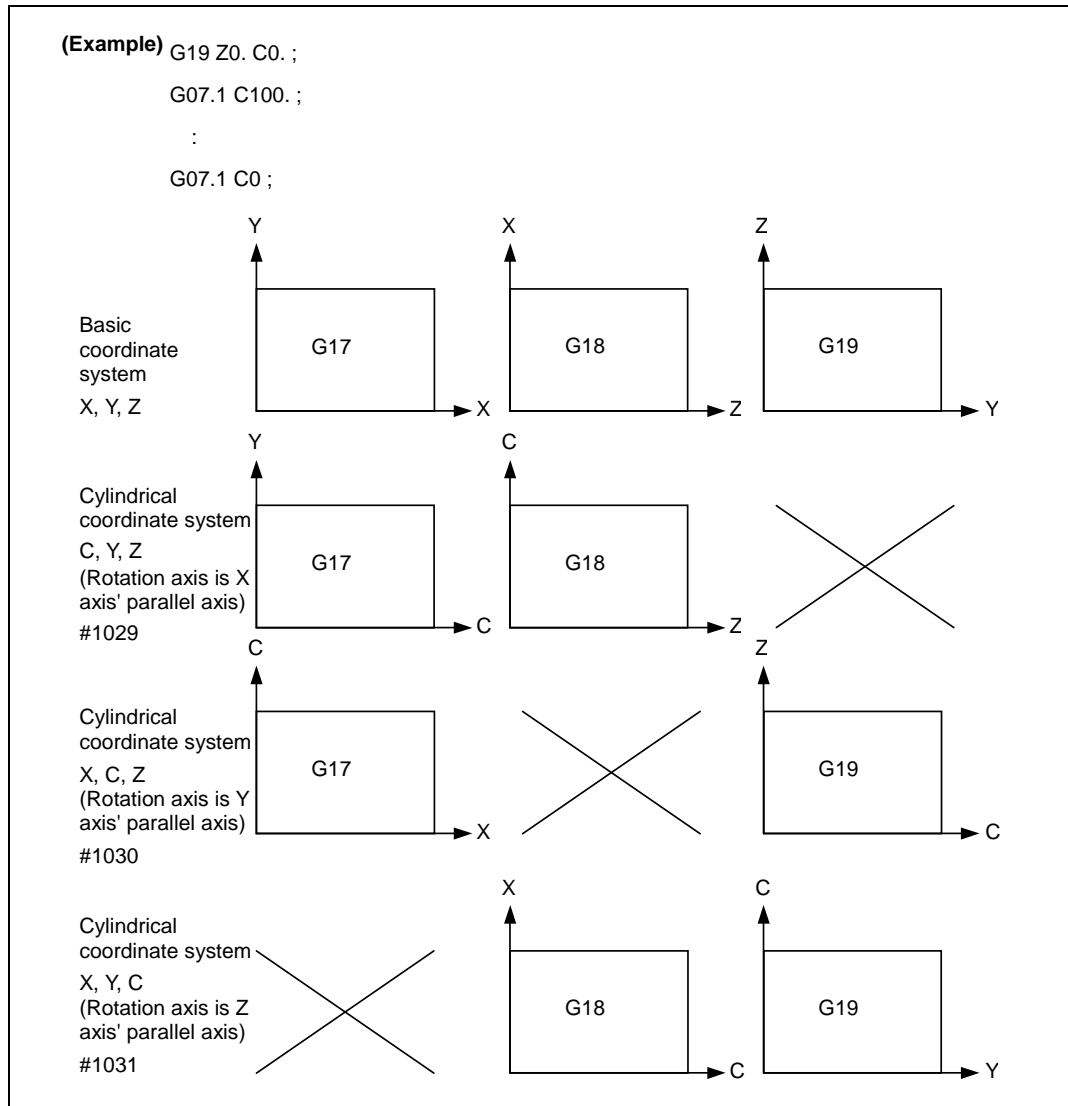 (Example) G19 Z0. C0. ;
G07.1 C100. ;
:
G07.1 C0 ;
Y
X
Z
Basic
coordinate
system
X, Y, Z
G17
G18
G19
X
Z
Y
Y
C
Cylindrical
coordinate system
C, Y, Z
(Rotation axis is X
axis' parallel axis)
#1029
G17
G18
C
Z
C
Z
Cylindrical
coordinate system
X, C, Z
(Rotation axis is Y
axis' parallel axis)
#1030
G17
G19
X
C
X
C
Cylindrical
coordinate system
X, Y, C
(Rotation axis is Z
axis' parallel axis)
#1031
G18
G19
C
Y